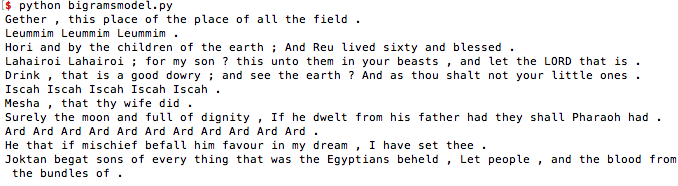 $ python bigramsmodel.py
Gether , this place of the place of all the field .
Leummim Leummim Leummim .
Hori and by the children of the earth ; And Reu lived sixty and blessed .
Lahairoi Lahairoi ; for my son ? this unto them in your beasts , and let the LORD that is .
Drink , that is a good dowry ; and see the earth ? And as thou shalt not your little ones .
Iscah Iscah Iscah Iscah Iscah .
Mesha , that thy wife did .
Surely the moon and full of dignity , If he dwelt from his father had they shall Pharaoh had .
Ard Ard Ard Ard Ard Ard Ard Ard Ard Ard Ard .
He that if mischief befall him favour in my dream , I have set thee .
Joktan begat sons of every thing that was the Egyptians beheld , Let people , and the blood from
the bundles of .